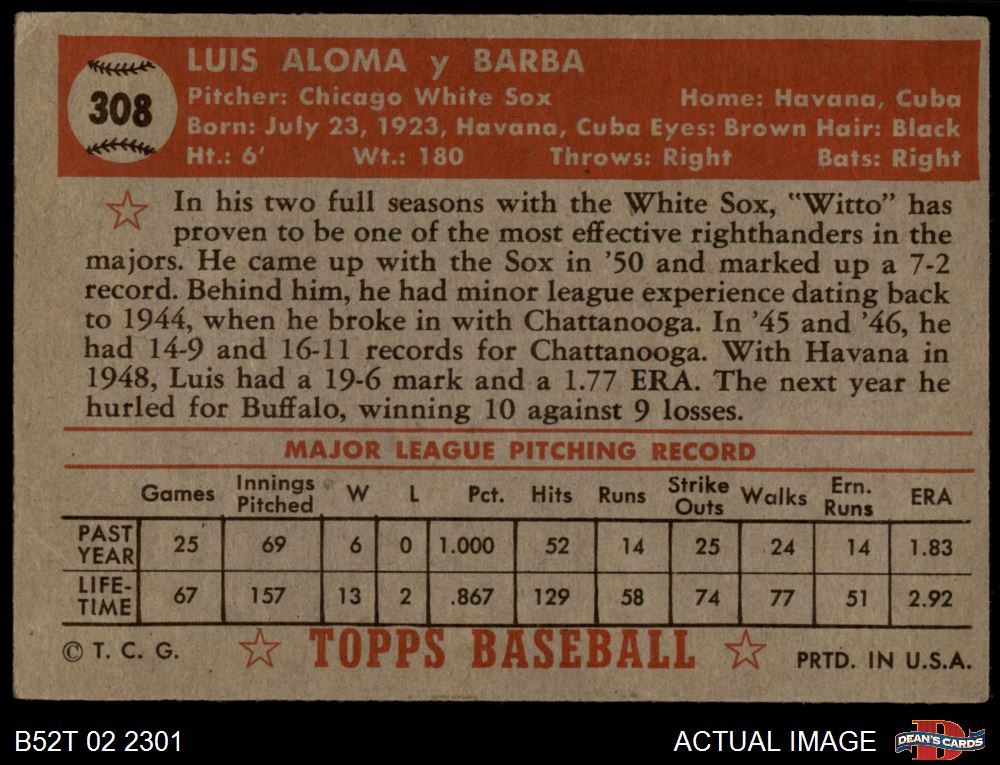 308
LUIS ALOMA y BARBA
Pitcher: Chicago White Sox Home: Havana, Cuba
Born: July 23, 1923, Havana, Cuba Eyes: Brown Hair: Black
Ht.: 6' Wt.: 180 Throws: Right Bats: Right
In his two full seasons with the White Sox, "Witto" has
proven to be one of the most effective righthanders in the
majors. He came up with the Sox in '50 and marked up a 7-2
record. Behind him, he had minor league experience dating back
to 1944, when he broke in with Chattanooga. In '45 and '46, he
had 14-9 and 16-11 records for Chattanooga. With Havana in
1948, Luis had a 19-6 mark and a 1.77 ERA. The next year he
hurled for Buffalo, winning 10 against 9 losses.
MAJOR LEAGUE PITCHING RECORD
Games Innings Pitched W L Pct. Hits Runs Strike Outs Walks Ern. Runs ERA
PAST YEAR 25 69 6 0 1.000 52 14 25 24 14 1.83
LIFE-TIME 67 157 13 2 .867 129 58 74 77 51 2.92
© T. C. G. TOPPS BASEBALL PRTD. IN U.S.A.
B52T 02 2301 ACTUAL IMAGE DEAN'S CARDS